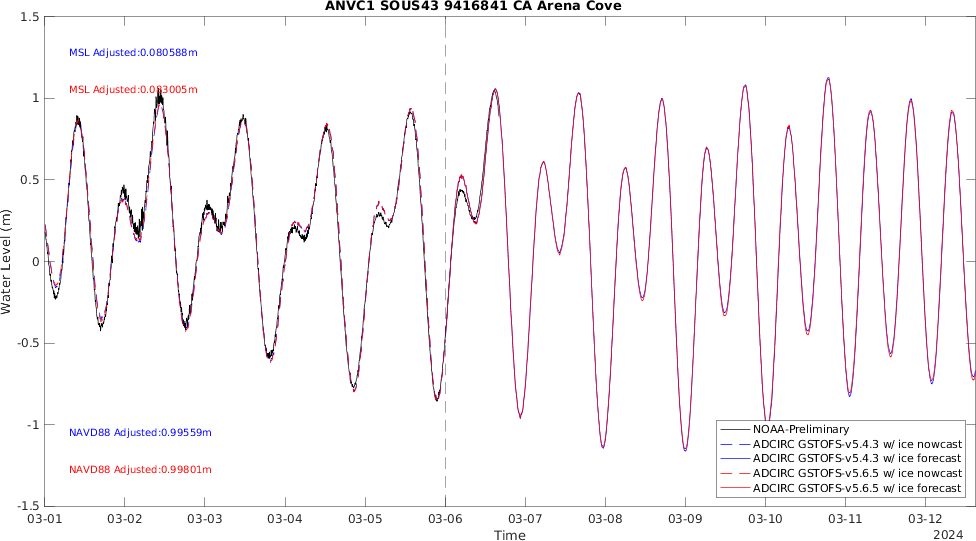 ANVC1 SOUS43 9416841 CA Arena Cove
1.5
MSL Adjusted:0.080588m
1
MSL Adjusted:0.083005m
0.5
0
Water Level (m)
-0.5
-1
NAVD88 Adjusted:0.99559m
NAVD88 Adjusted:0.99801m
-1.5
NOAA-Preliminary
ADCIRC GSTOFS-v5.4.3 w/ ice nowcast
ADCIRC GSTOFS-v5.4.3 w/ ice forecast
ADCIRC GSTOFS-v5.6.5 w/ ice nowcast
ADCIRC GSTOFS-v5.6.5 w/ ice forecast
03-01 03-02 03-03 03-04 03-05 03-06 03-07 03-08 03-09 03-10 03-11 03-12
2024
Time